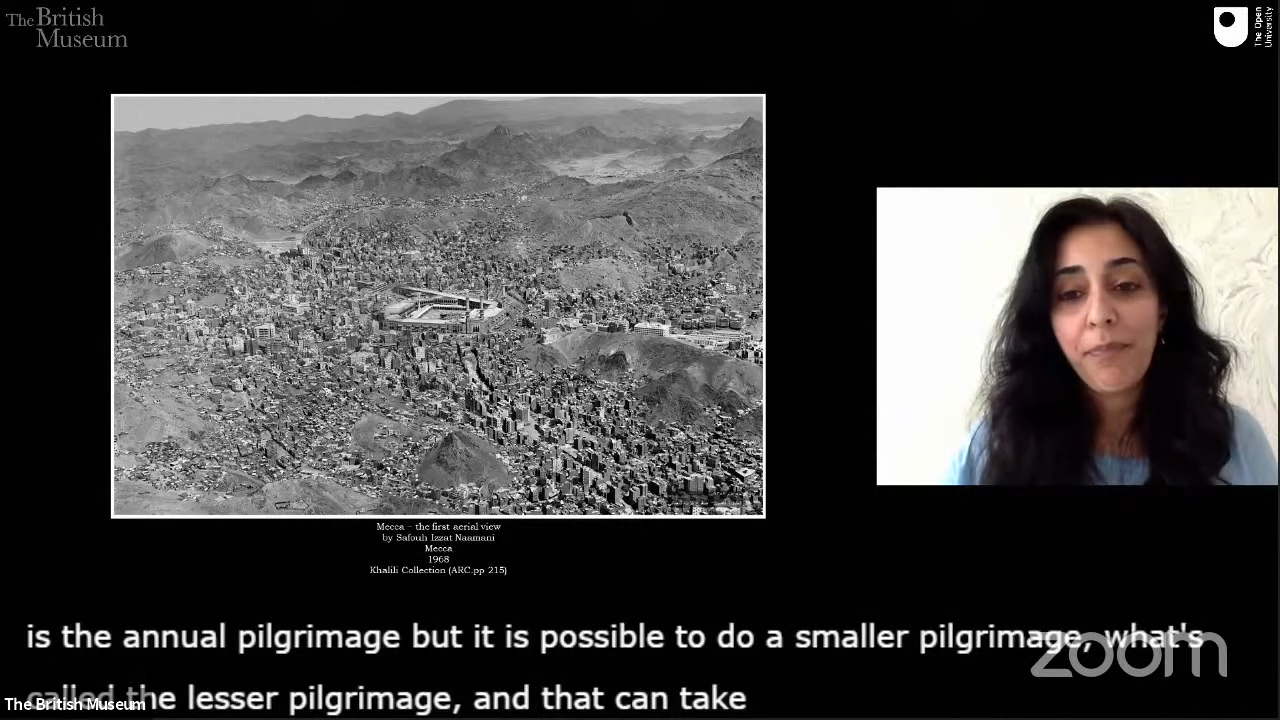 The British
Museum
The Open
University
Mecca – the first aerial view
by Safouh Izzat Naamani
Mecca
1968
Khalili Collection (ARC.pp 215)
is the annual pilgrimage but it is possible to do a smaller pilgrimage, what's
called the lesser pilgrimage, and that can take
zoom
The British Museum